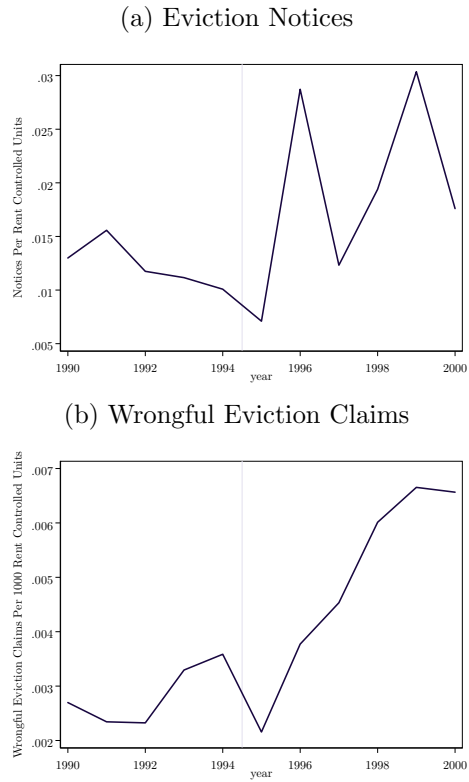 (a) Eviction Notices
Notices Per Rent Controlled Units
.03
.025
.02
.015
.01
.005
1990 1992 1994 1996 1998 2000
year
(b) Wrongful Eviction Claims
Wrongful Eviction Claims Per 1000 Rent Controlled Units
.007
.006
.005
.004
.003
.002
1990 1992 1994 1996 1998 2000
year